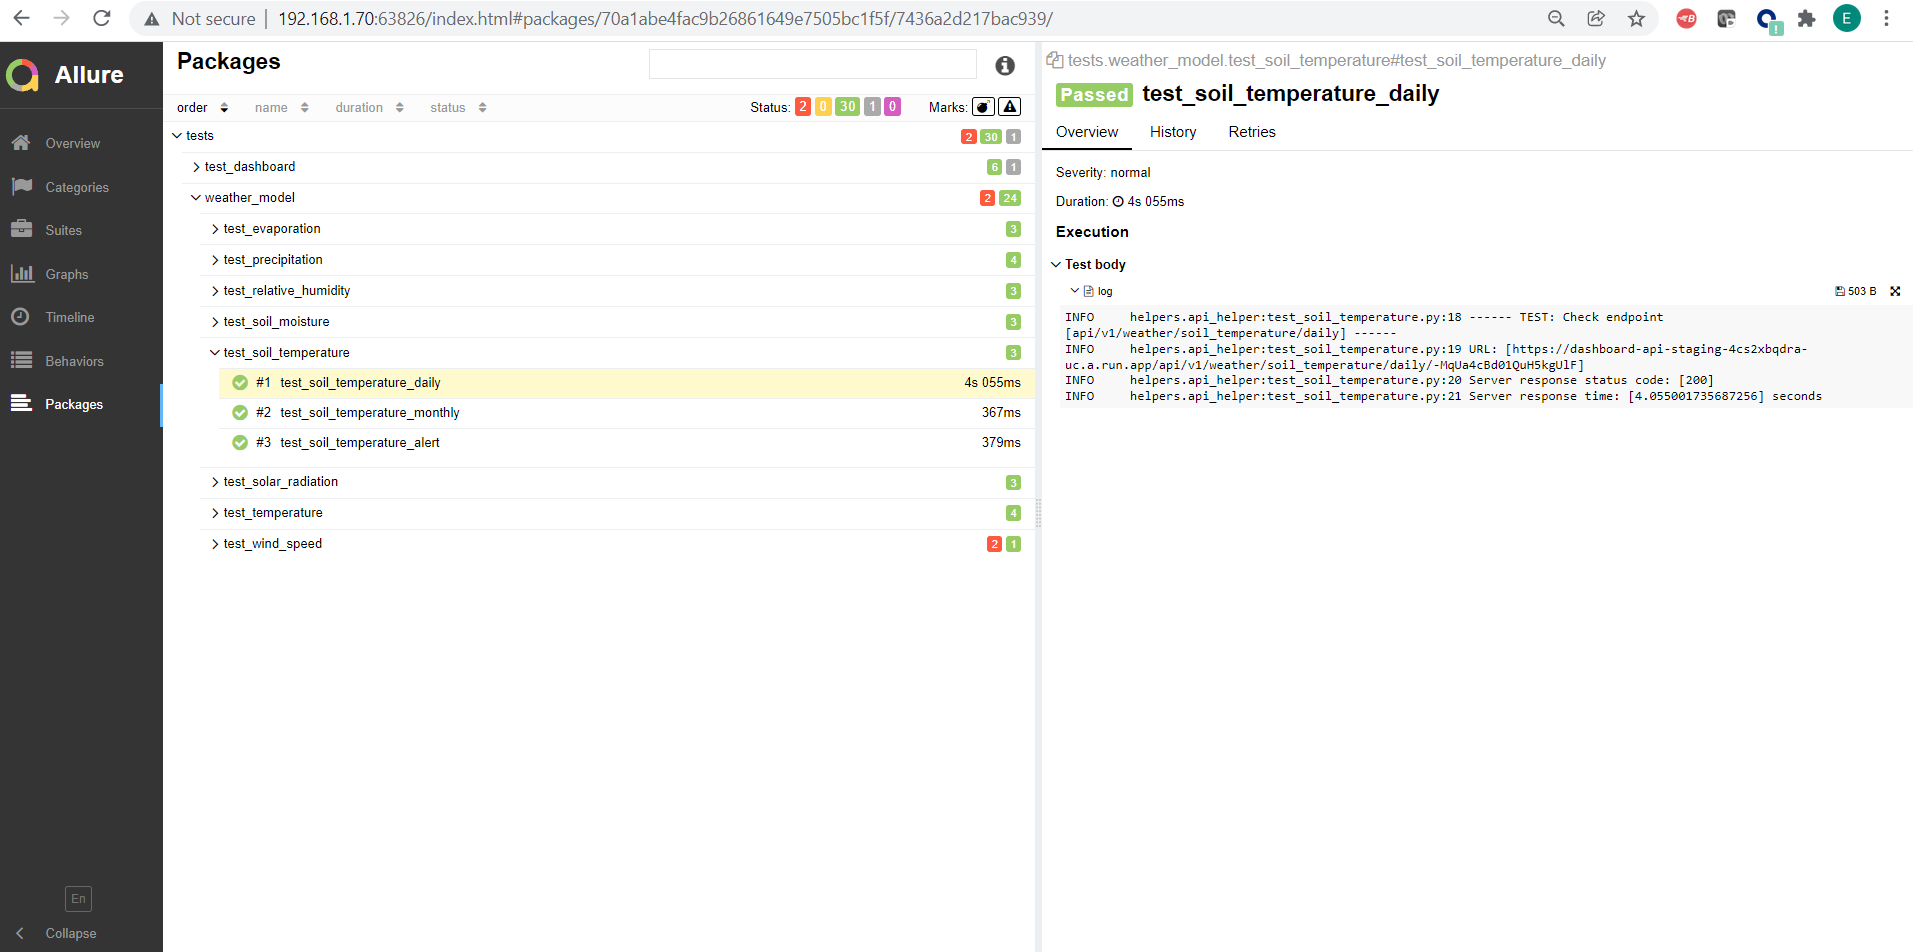 Not secure | 192.168.1.70:63826/index.html#packages/70a1abe4fac9b26861649e7505bc1f5f/7436a2d217bac939/
E
Allure
Overview
Categories
Suites
Graphs
Timeline
Behaviors
Packages
En
Collapse
Packages
order name duration status Status: 2 0 30 1 0 Marks:
tests 2 30 1
test_dashboard 6 1
weather_model 2 24
test_evaporation 3
test_precipitation 4
test_relative_humidity 3
test_soil_moisture 3
test_soil_temperature 3
#1 test_soil_temperature_daily 4s 055ms
#2 test_soil_temperature_monthly 367ms
#3 test_soil_temperature_alert 379ms
test_solar_radiation 3
test_temperature 4
test_wind_speed 2 1
tests.weather_model.test_soil_temperature#test_soil_temperature_daily
Passed test_soil_temperature_daily
Overview History Retries
Severity: normal
Duration: 4s 055ms
Execution
Test body
log 503 B
INFO helpers.api_helper:test_soil_temperature.py:18 ------ TEST: Check endpoint
[api/v1/weather/soil_temperature/daily] ------
INFO helpers.api_helper:test_soil_temperature.py:19 URL: [https://dashboard-api-staging-4cs2xbqdra-
uc.a.run.app/api/v1/weather/soil_temperature/daily/-MqUa4cBd01QuH5kgUlF]
INFO helpers.api_helper:test_soil_temperature.py:20 Server response status code: [200]
INFO helpers.api_helper:test_soil_temperature.py:21 Server response time: [4.055001735687256] seconds